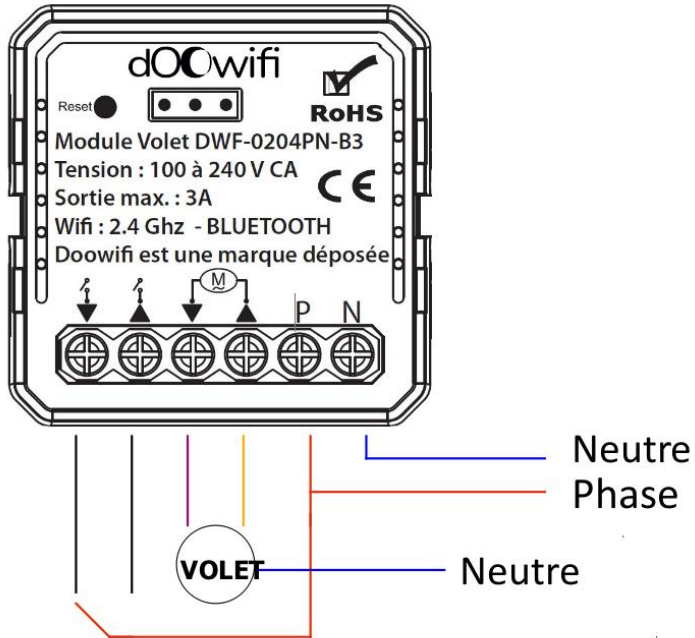 dOOwifi
Reset
RoHS
Module Volet DWF-0204PN-B3
Tension : 100 à 240 V CA
CE
Sortie max. : 3A
Wifi : 2.4 Ghz - BLUETOOTH
Doowifi est une marque déposée
M
P N
Neutre
Phase
VOLET
Neutre